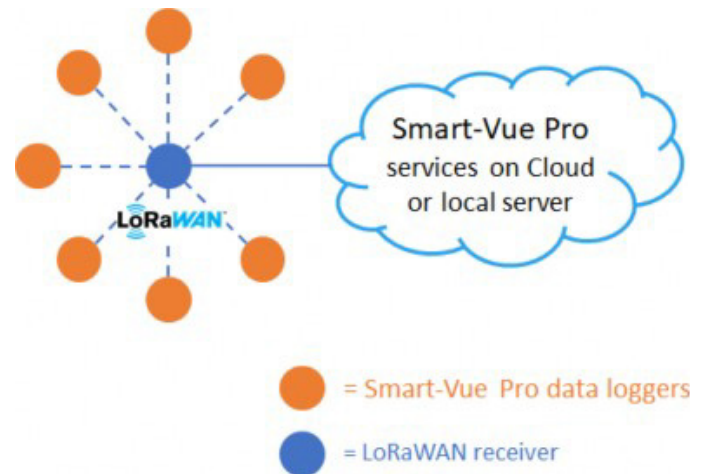 Smart-Vue Pro
services on Cloud
or local server
LoRaWAN
= Smart-Vue Pro data loggers
= LoRaWAN receiver